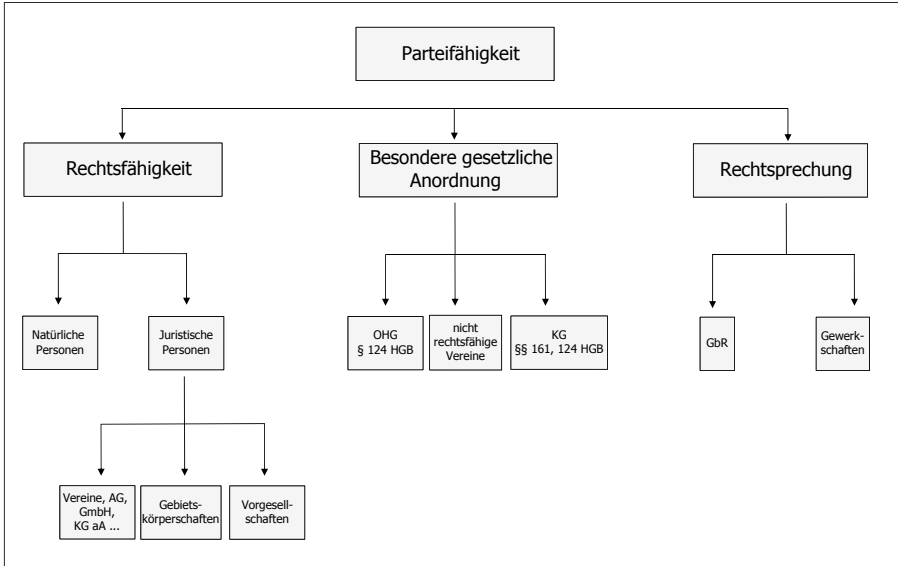 Parteifähigkeit
Rechtsfähigkeit
Besondere gesetzliche
Anordnung
Rechtsprechung
Natürliche
Personen
Juristische
Personen
OHG
§ 124 HGB
nicht
rechtsfähige
Vereine
KG
§§ 161, 124 HGB
GbR
Gewerk-
schaften
Vereine, AG,
GmbH,
KG aA ...
Gebiets-
körperschaften
Vorgesell-
schaften